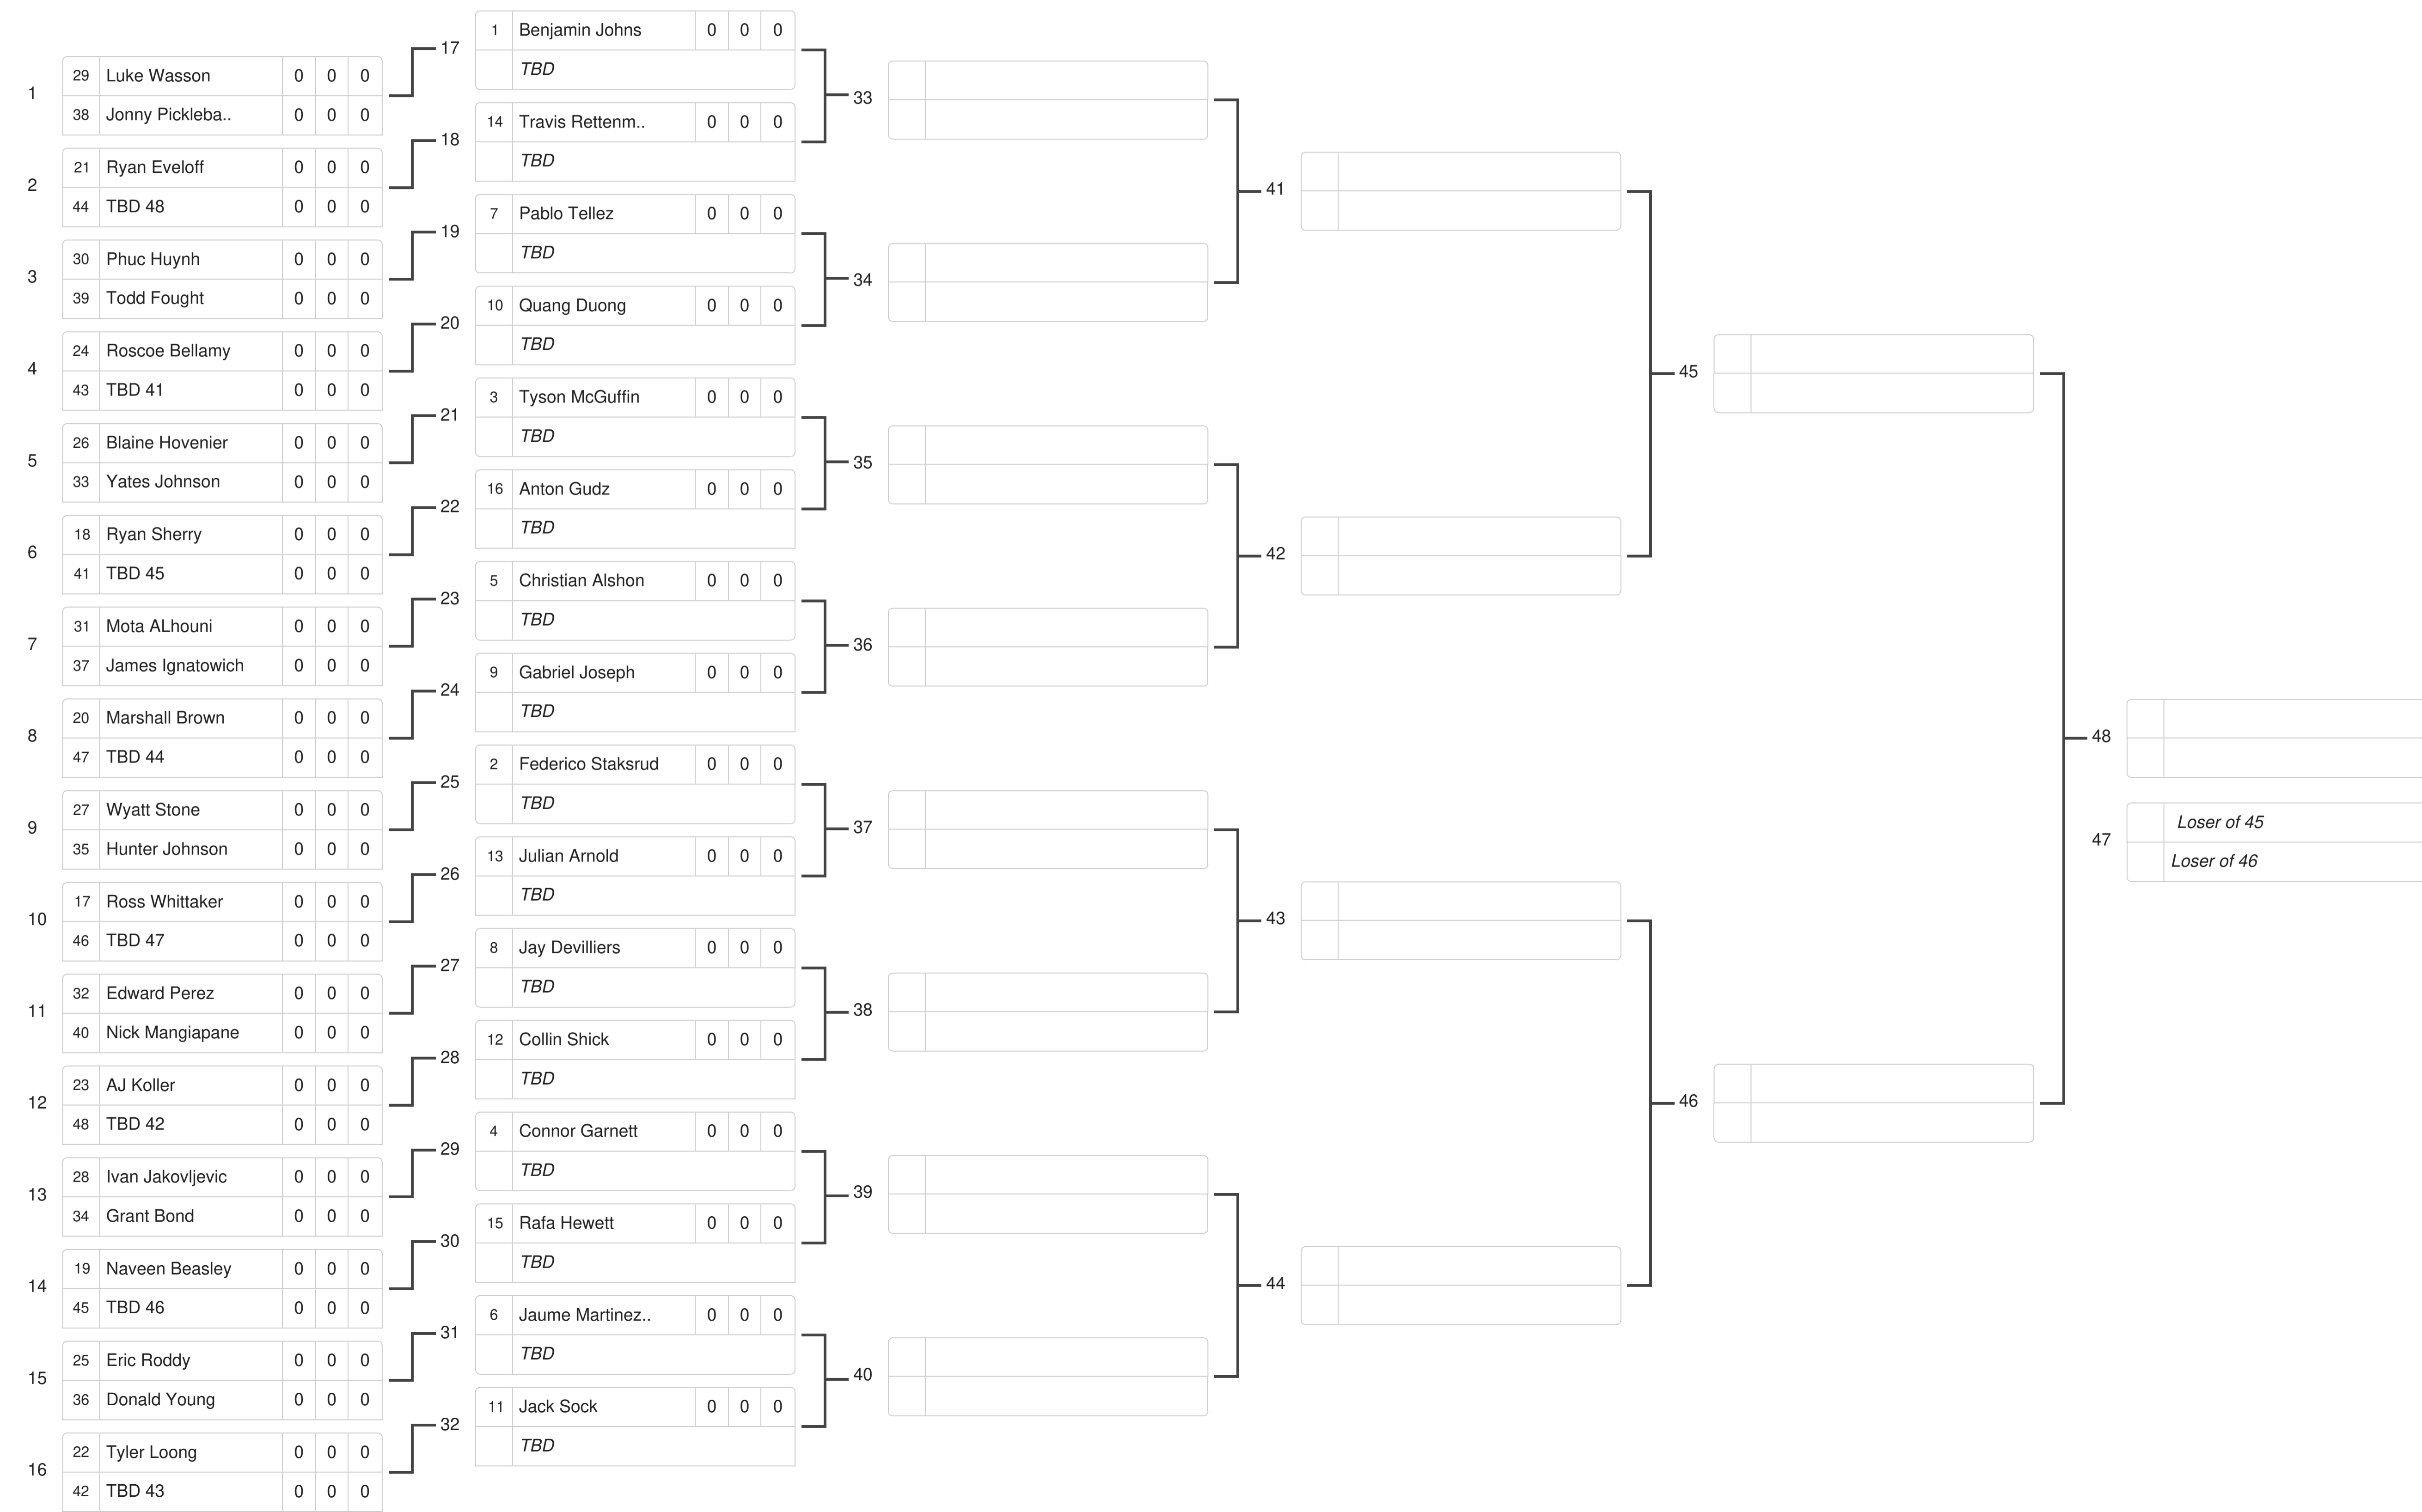 1
29 Luke Wasson 0 0 0
38 Jonny Pickleba.. 0 0 0
2
21 Ryan Eveloff 0 0 0
44 TBD 48 0 0 0
3
30 Phuc Huynh 0 0 0
39 Todd Fought 0 0 0
4
24 Roscoe Bellamy 0 0 0
43 TBD 41 0 0 0
5
26 Blaine Hovenier 0 0 0
33 Yates Johnson 0 0 0
6
18 Ryan Sherry 0 0 0
41 TBD 45 0 0 0
7
31 Mota ALhouni 0 0 0
37 James Ignatowich 0 0 0
8
20 Marshall Brown 0 0 0
47 TBD 44 0 0 0
9
27 Wyatt Stone 0 0 0
35 Hunter Johnson 0 0 0
10
17 Ross Whittaker 0 0 0
46 TBD 47 0 0 0
11
32 Edward Perez 0 0 0
40 Nick Mangiapane 0 0 0
12
23 AJ Koller 0 0 0
48 TBD 42 0 0 0
13
28 Ivan Jakovljevic 0 0 0
34 Grant Bond 0 0 0
14
19 Naveen Beasley 0 0 0
45 TBD 46 0 0 0
15
25 Eric Roddy 0 0 0
36 Donald Young 0 0 0
16
22 Tyler Loong 0 0 0
42 TBD 43 0 0 0
17
1 Benjamin Johns 0 0 0
TBD
18
14 Travis Rettenm.. 0 0 0
TBD
19
7 Pablo Tellez 0 0 0
TBD
20
10 Quang Duong 0 0 0
TBD
21
3 Tyson McGuffin 0 0 0
TBD
22
16 Anton Gudz 0 0 0
TBD
23
5 Christian Alshon 0 0 0
TBD
24
9 Gabriel Joseph 0 0 0
TBD
25
2 Federico Staksrud 0 0 0
TBD
26
13 Julian Arnold 0 0 0
TBD
27
8 Jay Devilliers 0 0 0
TBD
28
12 Collin Shick 0 0 0
TBD
29
4 Connor Garnett 0 0 0
TBD
30
15 Rafa Hewett 0 0 0
TBD
31
6 Jaume Martinez.. 0 0 0
TBD
32
11 Jack Sock 0 0 0
TBD
33
34
35
36
37
38
39
40
41
42
43
44
45
46
48
47
Loser of 45
Loser of 46